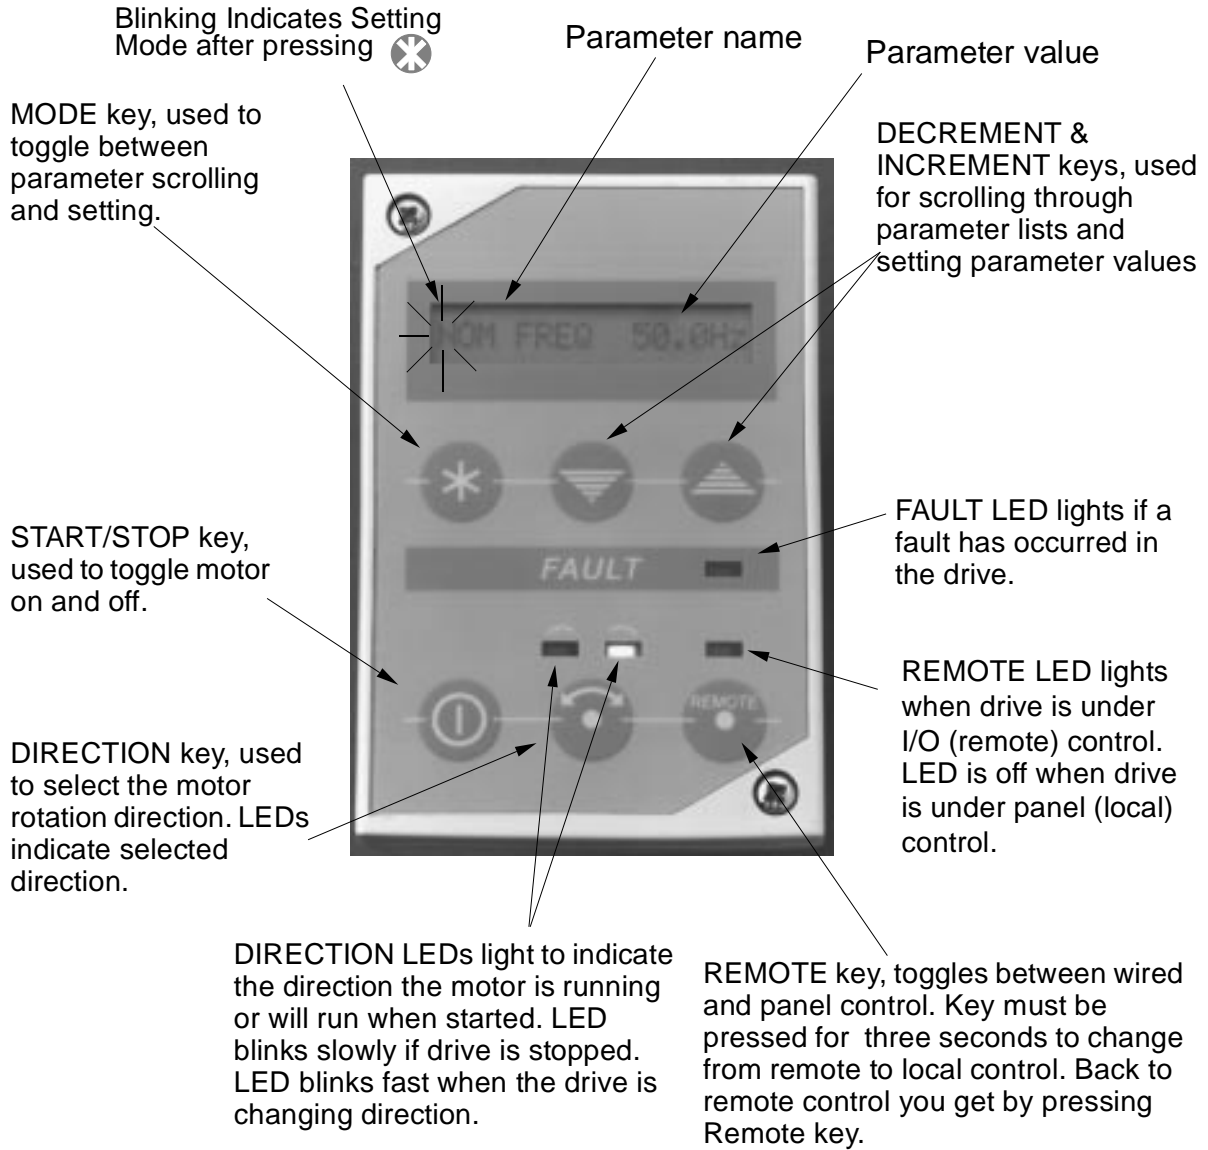 Blinking Indicates Setting
Mode after pressing
Parameter name
Parameter value
MODE key, used to
toggle between
parameter scrolling
and setting.
DECREMENT &
INCREMENT keys, used
for scrolling through
parameter lists and
setting parameter values
NOM FREQ 50.0Hz
START/STOP key,
used to toggle motor
on and off.
FAULT LED lights if a
fault has occurred in
the drive.
FAULT
REMOTE LED lights
when drive is under
I/O (remote) control.
LED is off when drive
is under panel (local)
control.
REMOTE
DIRECTION key, used
to select the motor
rotation direction. LEDs
indicate selected
direction.
DIRECTION LEDs light to indicate
the direction the motor is running
or will run when started. LED
blinks slowly if drive is stopped.
LED blinks fast when the drive is
changing direction.
REMOTE key, toggles between wired
and panel control. Key must be
pressed for three seconds to change
from remote to local control. Back to
remote control you get by pressing
Remote key.